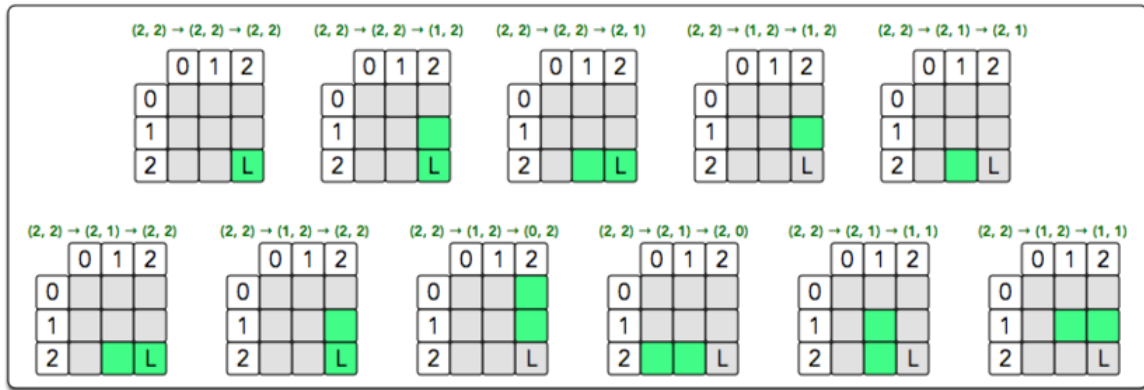 (2, 2) → (2, 2) → (2, 2) (2, 2) → (2, 2) → (1, 2) (2, 2) → (2, 2) → (2, 1) (2, 2) → (1, 2) → (1, 2) (2, 2) → (2, 1) → (2, 1)
0 1 2 0 1 2 0 1 2 0 1 2 0 1 2
0 0 0 0 0
1 1 1 1 1
2 L 2 L 2 L 2 L 2 L
(2, 2) → (2, 1) → (2, 2) (2, 2) → (1, 2) → (2, 2) (2, 2) → (1, 2) → (0, 2) (2, 2) → (2, 1) → (2, 0) (2, 2) → (2, 1) → (1, 1) (2, 2) → (1, 2) → (1, 1)
0 1 2 0 1 2 0 1 2 0 1 2 0 1 2 0 1 2
0 0 0 0 0 0
1 1 1 1 1 1
2 L 2 L 2 L 2 L 2 L 2 L